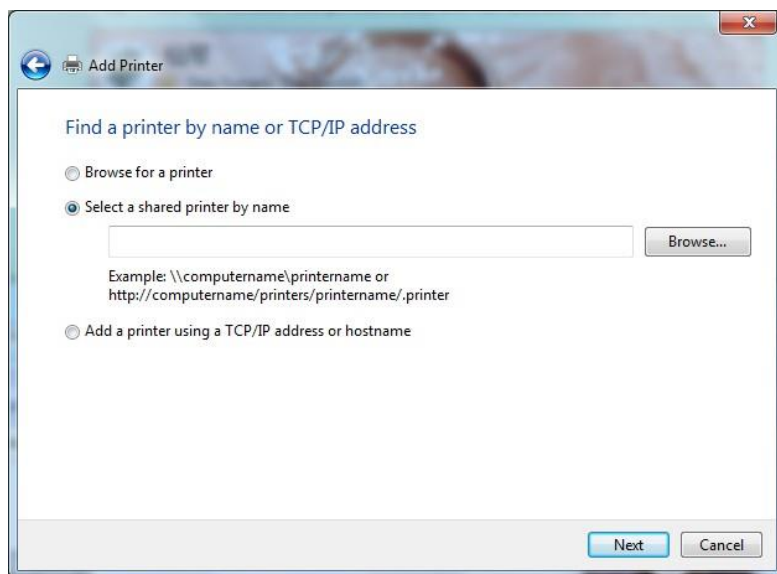 Add Printer
Find a printer by name or TCP/IP address
Browse for a printer
Select a shared printer by name
Browse...
Example: \\computername\printername or
http://computername/printers/printername/.printer
Add a printer using a TCP/IP address or hostname
Next
Cancel